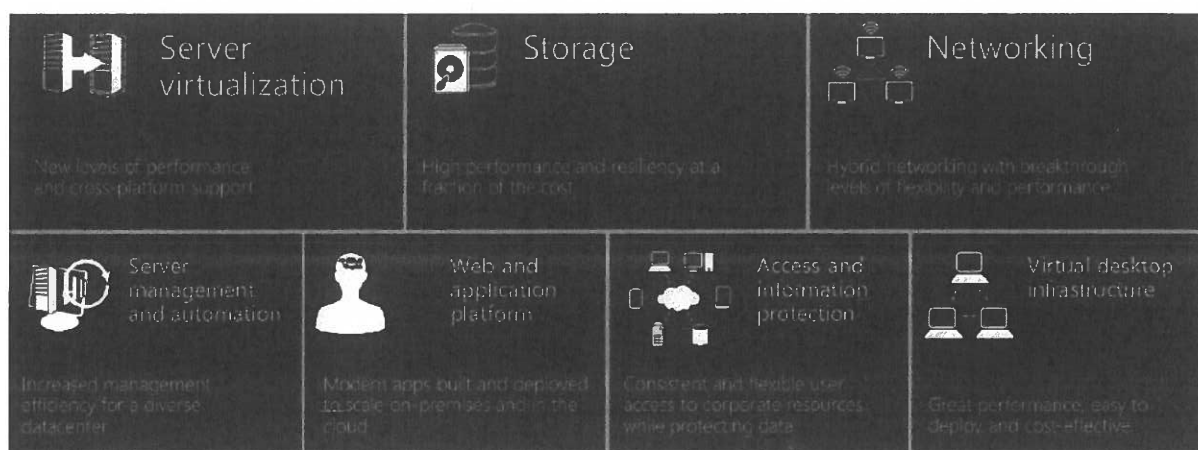 Server
virtualization
New levels of performance
and cross-platform support
Storage
High performance and resiliency at a
fraction of the cost
Networking
Hybrid networking with breakthrough
levels of flexibility and performance
Server
management
and automation
Increased management
efficiency for a diverse
datacenter
Web and
application
platform
Modern apps built and deployed
to scale on-premises and in the
cloud
Access and
information
protection
Consistent and flexible user
access to corporate resources
while protecting data
Virtual desktop
infrastructure
Great performance, easy to
deploy, and cost-effective